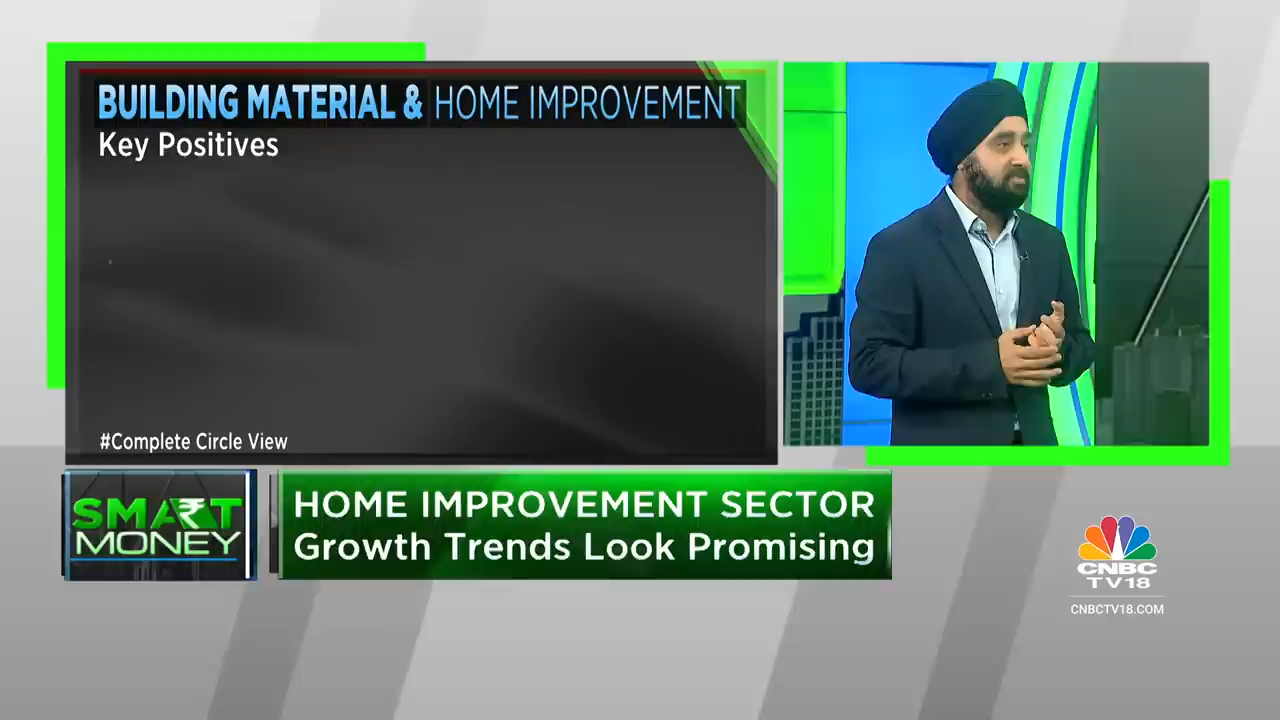 BUILDING MATERIAL & HOME IMPROVEMENT
Key Positives
#Complete Circle View
SMA₹T
MONEY
HOME IMPROVEMENT SECTOR
Growth Trends Look Promising
CNBC
TV18
CNBCTV18.COM